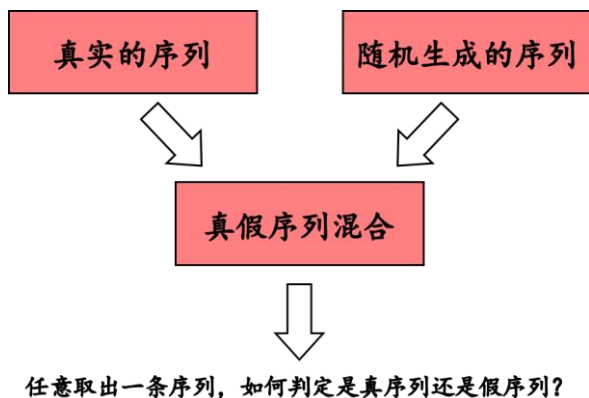 真实的序列
随机生成的序列
真假序列混合
任意取出一条序列，如何判定是真序列还是假序列？